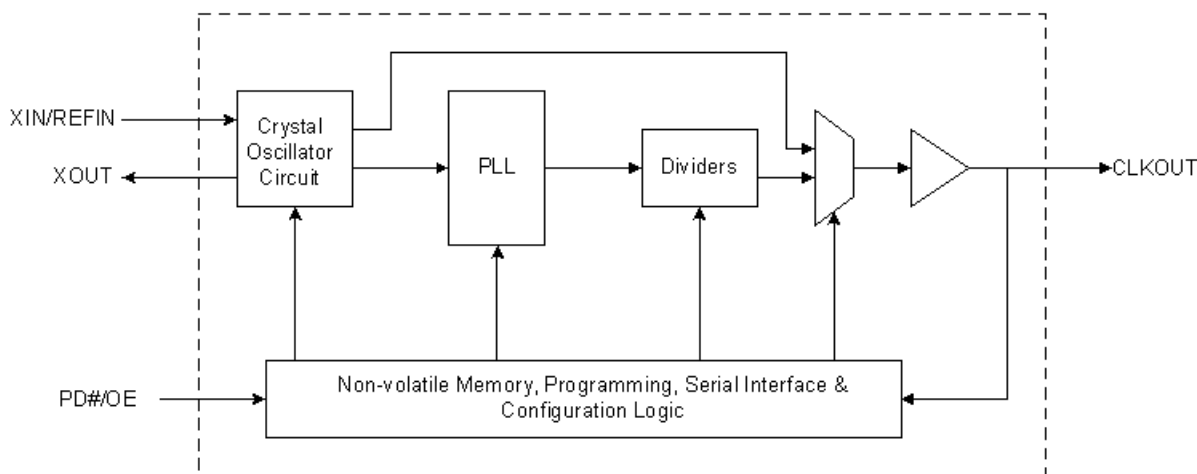 XIN/REFIN
XOUT
Crystal
Oscillator
Circuit
PLL
Dividers
CLKOUT
PD#/OE
Non-volatile Memory, Programming, Serial Interface &
Configuration Logic